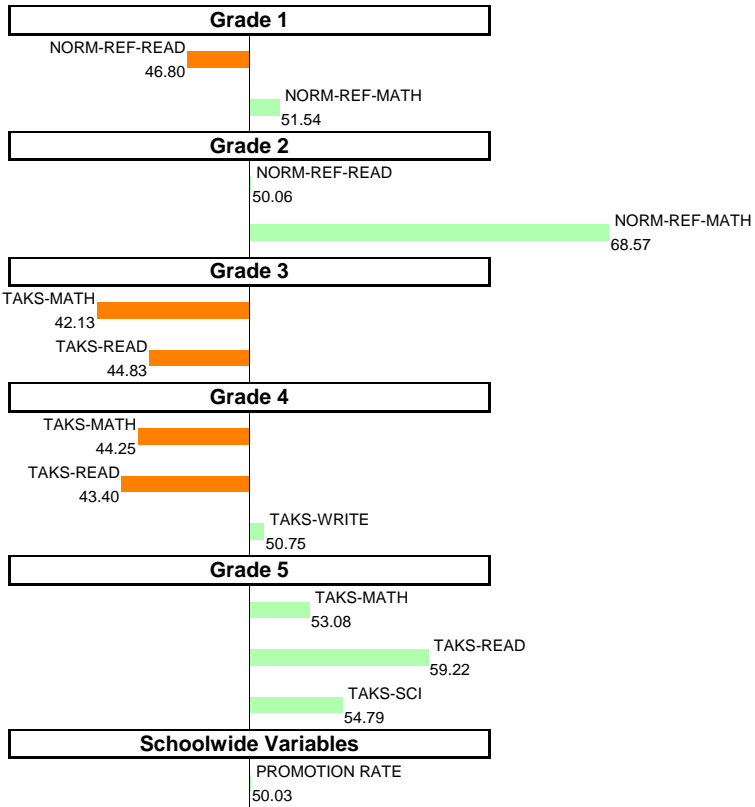 Grade 1
NORM-REF-READ
46.80
NORM-REF-MATH
51.54
Grade 2
NORM-REF-READ
50.06
NORM-REF-MATH
68.57
Grade 3
TAKS-MATH
42.13
TAKS-READ
44.83
Grade 4
TAKS-MATH
44.25
TAKS-READ
43.40
TAKS-WRITE
50.75
Grade 5
TAKS-MATH
53.08
TAKS-READ
59.22
TAKS-SCI
54.79
Schoolwide Variables
PROMOTION RATE
50.03